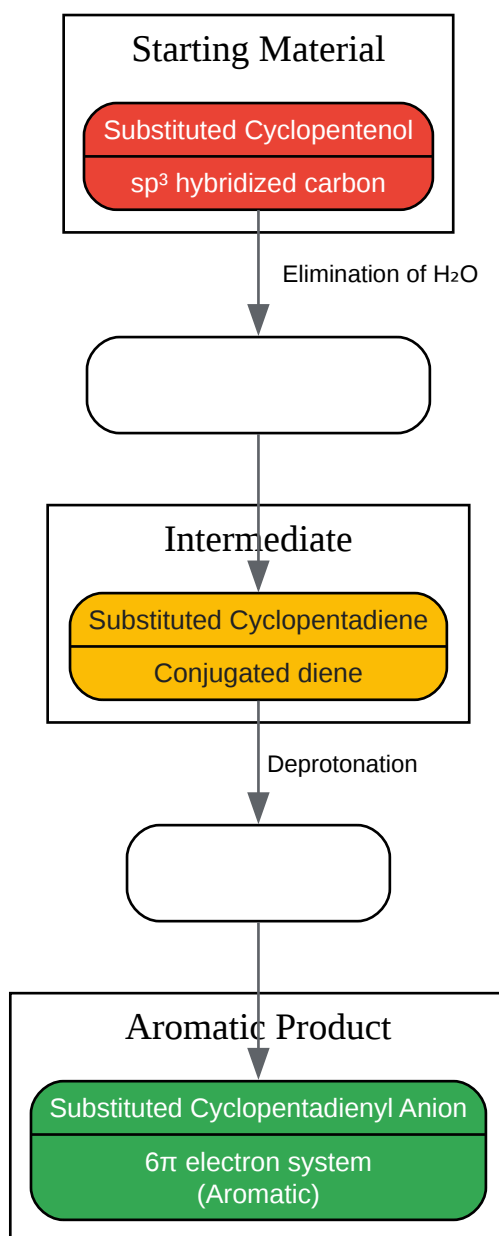 Starting Material
Substituted Cyclopentenol
sp³ hybridized carbon
Elimination of H₂O
Intermediate
Substituted Cyclopentadiene
Conjugated diene
Deprotonation
Aromatic Product
Substituted Cyclopentadienyl Anion
6π electron system
(Aromatic)